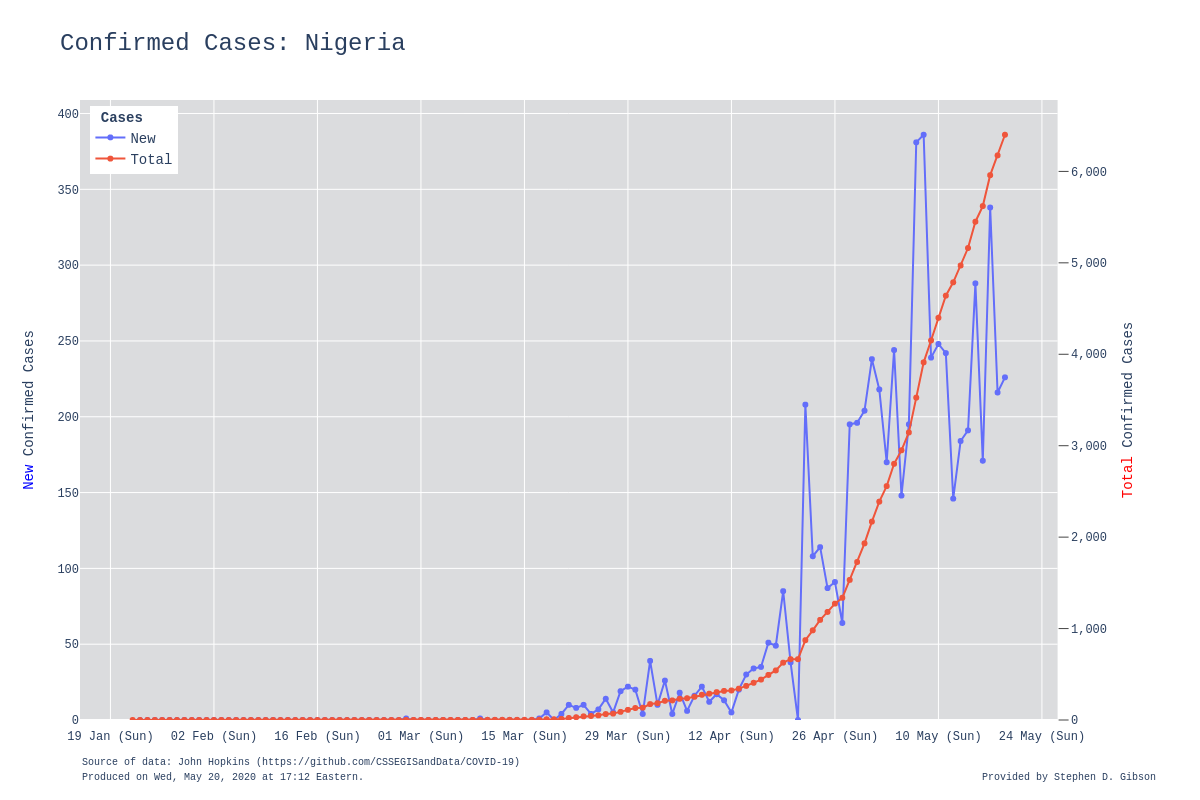 Confirmed Cases: Nigeria
Cases
New
Total
400
350
300
250
200
150
100
50
0
6,000
5,000
4,000
3,000
2,000
1,000
0
New Confirmed Cases
Total Confirmed Cases
19 Jan (Sun) 02 Feb (Sun) 16 Feb (Sun) 01 Mar (Sun) 15 Mar (Sun) 29 Mar (Sun) 12 Apr (Sun) 26 Apr (Sun) 10 May (Sun) 24 May (Sun)
Source of data: John Hopkins (https://github.com/CSSEGISandData/COVID-19)
Produced on Wed, May 20, 2020 at 17:12 Eastern.
Provided by Stephen D. Gibson